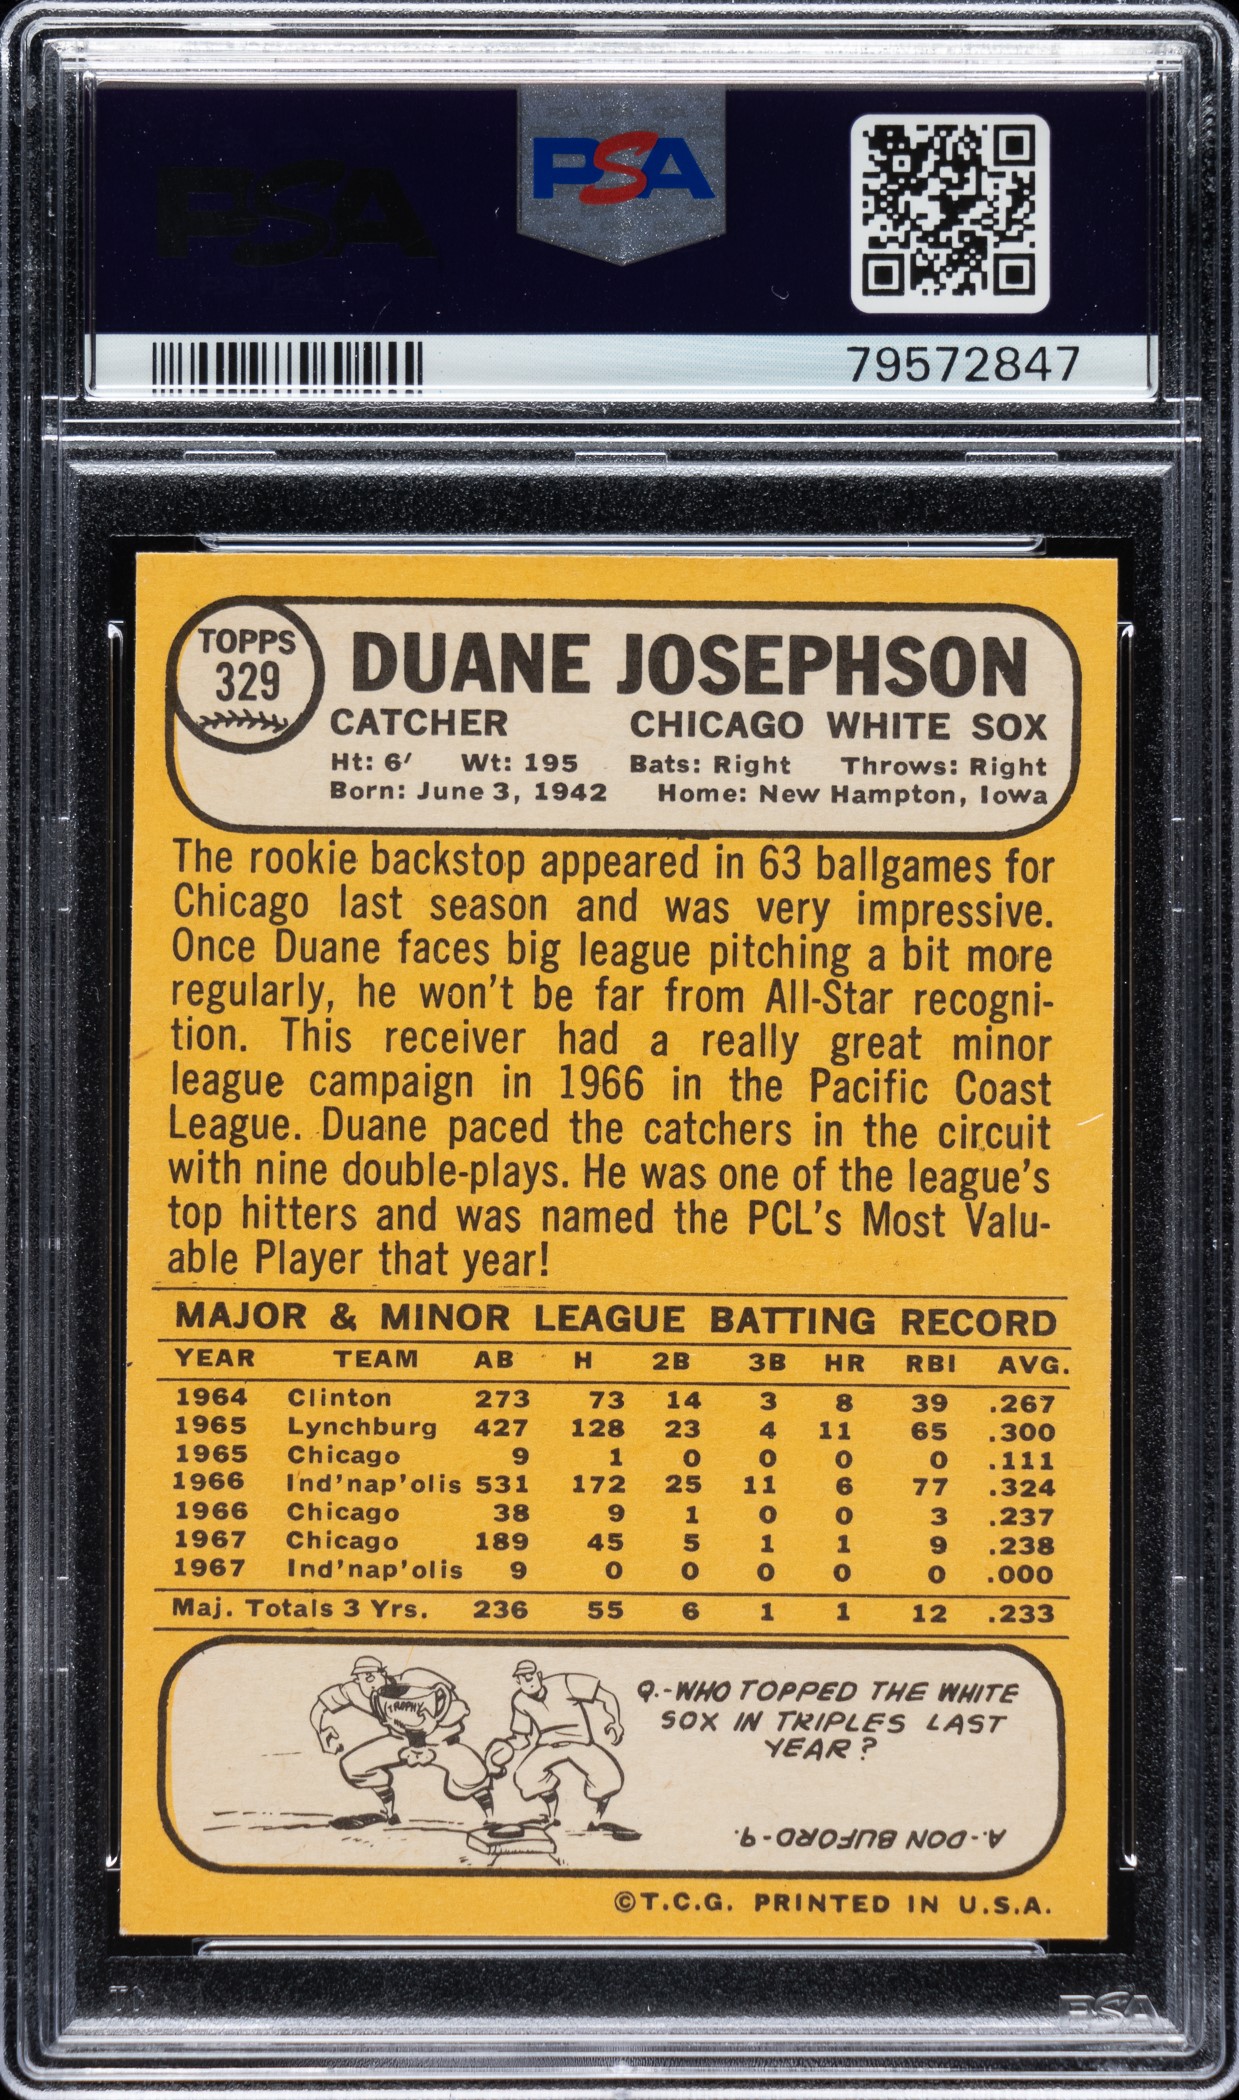 PSA
PSA
79572847
TOPPS
329
DUANE JOSEPHSON
CATCHER CHICAGO WHITE SOX
Ht: 6' Wt: 195 Bats: Right Throws: Right
Born: June 3, 1942 Home: New Hampton, Iowa
The rookie backstop appeared in 63 ballgames for
Chicago last season and was very impressive.
Once Duane faces big league pitching a bit more
regularly, he won't be far from All-Star recogni-
tion. This receiver had a really great minor
league campaign in 1966 in the Pacific Coast
League. Duane paced the catchers in the circuit
with nine double-plays. He was one of the league's
top hitters and was named the PCL's Most Valu-
able Player that year!
MAJOR & MINOR LEAGUE BATTING RECORD
YEAR TEAM AB H 2B 3B HR RBI AVG.
1964 Clinton 273 73 14 3 8 39 .267
1965 Lynchburg 427 128 23 4 11 65 .300
1965 Chicago 9 1 0 0 0 0 .111
1966 Ind'nap'olis 531 172 25 11 6 77 .324
1966 Chicago 38 9 1 0 0 3 .237
1967 Chicago 189 45 5 1 1 9 .238
1967 Ind'nap'olis 9 0 0 0 0 0 .000
Maj. Totals 3 Yrs. 236 55 6 1 1 12 .233
TROPHY
Q.-WHO TOPPED THE WHITE
SOX IN TRIPLES LAST
YEAR?
A.-DON BUFORD-9.
©T.C.G. PRINTED IN U.S.A.
PSA